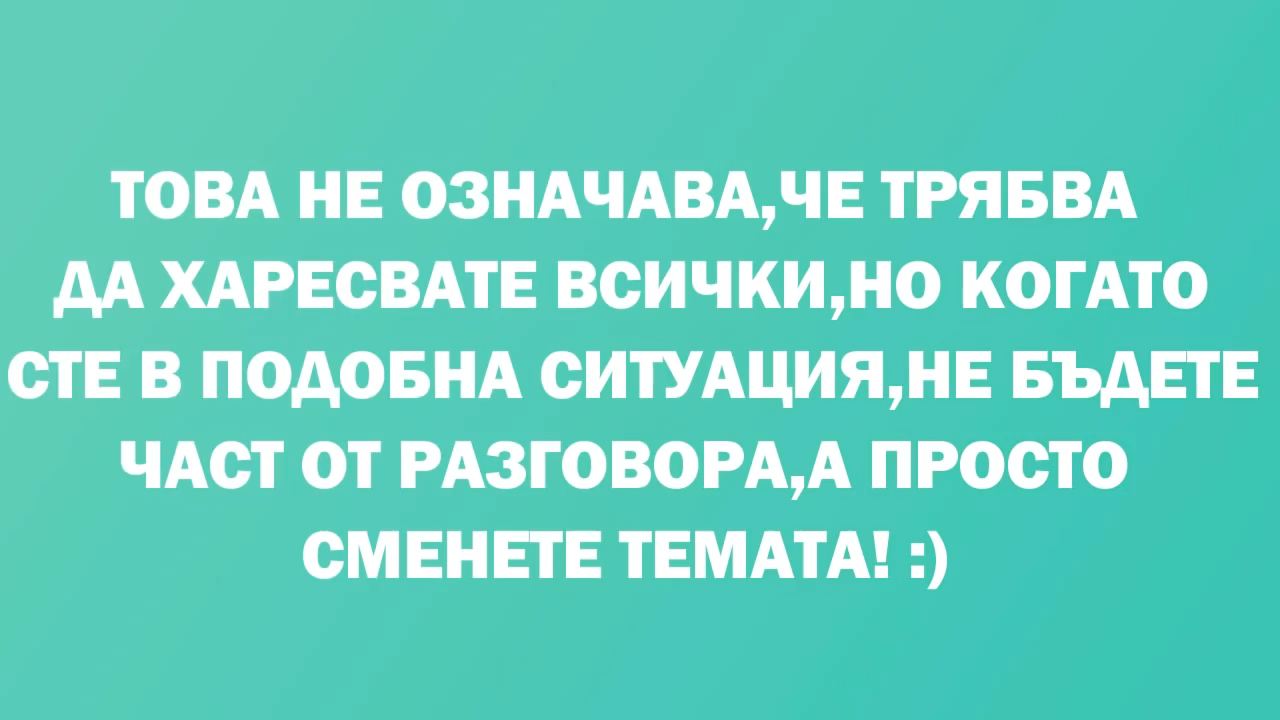 ТОВА НЕ ОЗНАЧАВА,ЧЕ ТРЯБВА
ДА ХАРЕСВАТЕ ВСИЧКИ,НО КОГАТО
СТЕ В ПОДОБНА СИТУАЦИЯ,НЕ БЪДЕТЕ
ЧАСТ ОТ РАЗГОВОРА,А ПРОСТО
СМЕНЕТЕ ТЕМАТА! :)